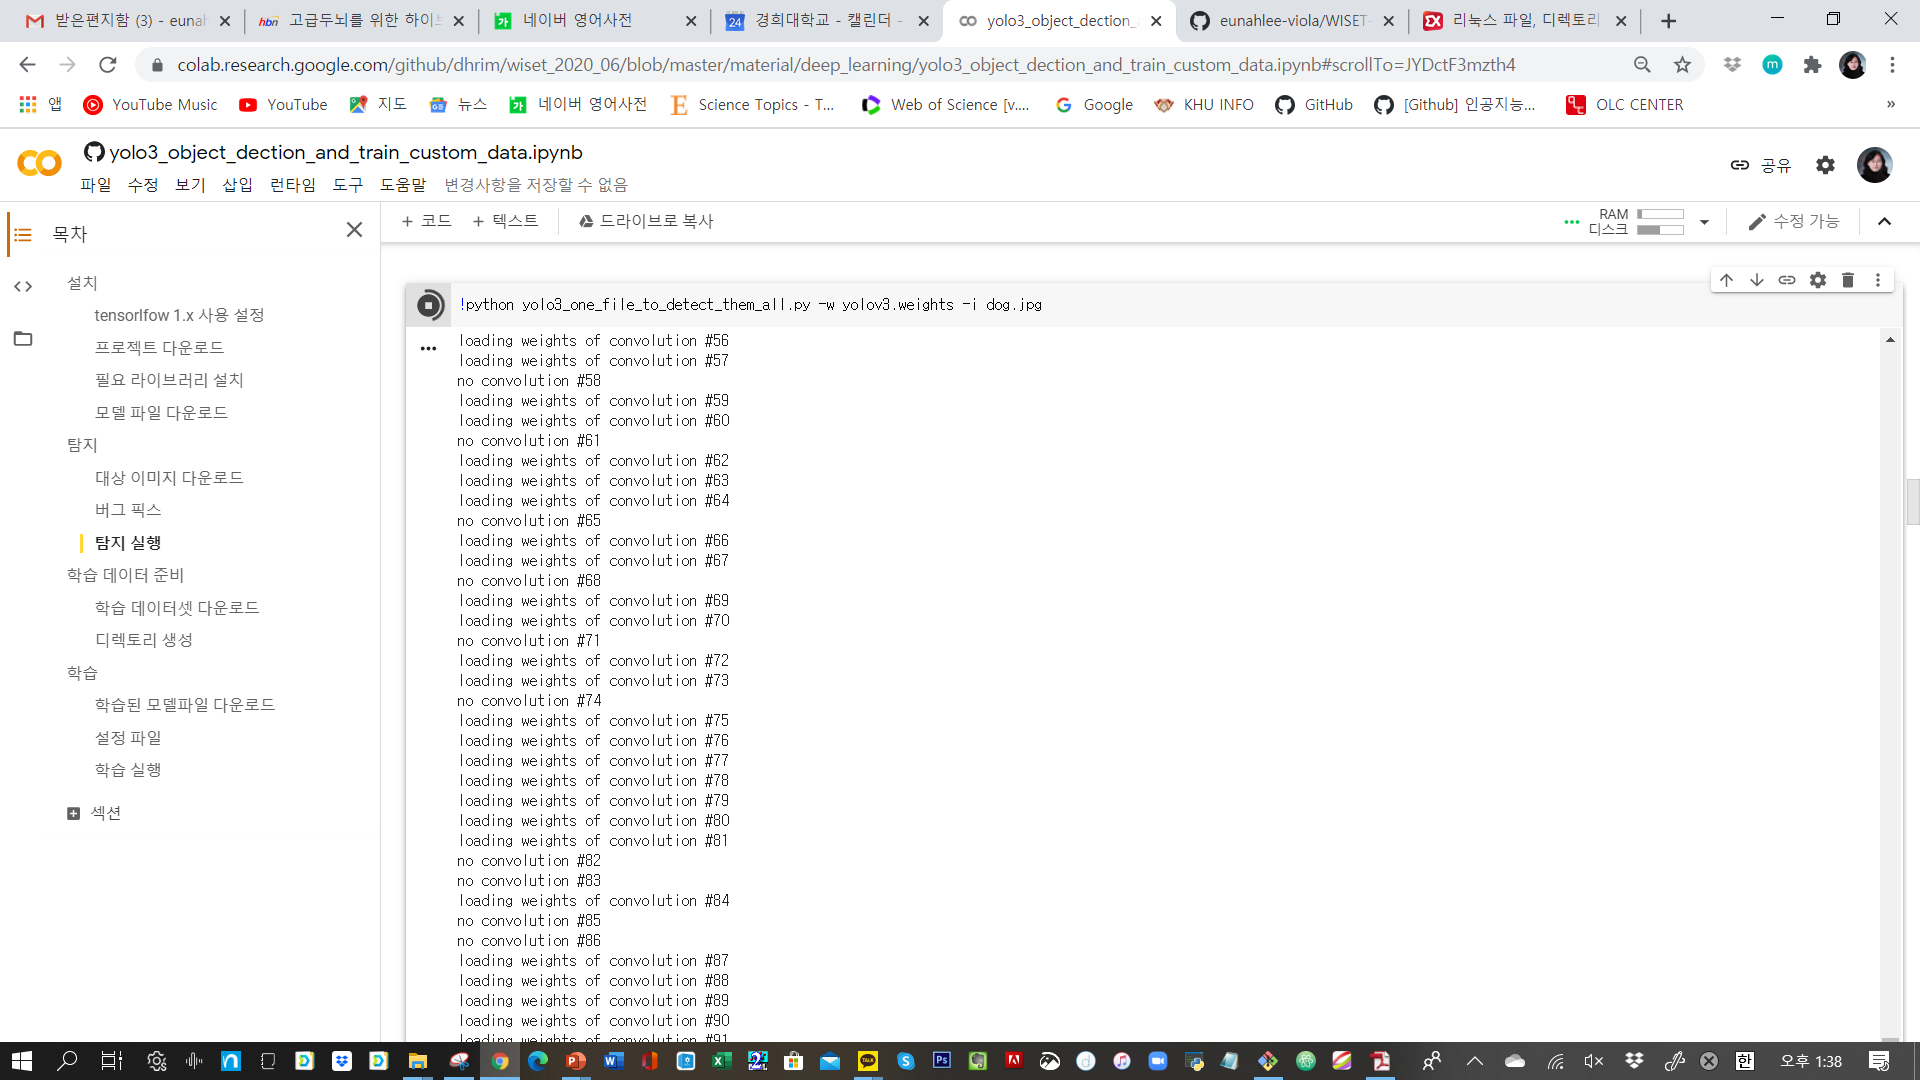 받은편지함 (3) - eunah
hbn 고급두뇌를 위한 하이브
네이버 영어사전
24 경희대학교 - 캘린더 -
yolo3_object_dection_
eunahlee-viola/WISET-
리눅스 파일, 디렉토리
colab.research.google.com/github/dhrim/wiset_2020_06/blob/master/material/deep_learning/yolo3_object_dection_and_train_custom_data.ipynb#scrollTo=JYDctF3mzth4
앱 YouTube Music YouTube 지도 뉴스 네이버 영어사전 Science Topics - T... Web of Science [v.... Google KHU INFO GitHub [Github] 인공지능... OLC CENTER »
yolo3_object_dection_and_train_custom_data.ipynb
공유
파일 수정 보기 삽입 런타임 도구 도움말 변경사항을 저장할 수 없음
+ 코드 + 텍스트 드라이브로 복사
RAM
디스크
수정 가능
목차
설치
tensorlfow 1.x 사용 설정
프로젝트 다운로드
필요 라이브러리 설치
모델 파일 다운로드
탐지
대상 이미지 다운로드
버그 픽스
탐지 실행
학습 데이터 준비
학습 데이터셋 다운로드
디렉토리 생성
학습
학습된 모델파일 다운로드
설정 파일
학습 실행
섹션
!python yolo3_one_file_to_detect_them_all.py -w yolov3.weights -i dog.jpg
loading weights of convolution #56
loading weights of convolution #57
no convolution #58
loading weights of convolution #59
loading weights of convolution #60
no convolution #61
loading weights of convolution #62
loading weights of convolution #63
loading weights of convolution #64
no convolution #65
loading weights of convolution #66
loading weights of convolution #67
no convolution #68
loading weights of convolution #69
loading weights of convolution #70
no convolution #71
loading weights of convolution #72
loading weights of convolution #73
no convolution #74
loading weights of convolution #75
loading weights of convolution #76
loading weights of convolution #77
loading weights of convolution #78
loading weights of convolution #79
loading weights of convolution #80
loading weights of convolution #81
no convolution #82
no convolution #83
loading weights of convolution #84
no convolution #85
no convolution #86
loading weights of convolution #87
loading weights of convolution #88
loading weights of convolution #89
loading weights of convolution #90
loading weights of convolution #91
한 오후 1:38